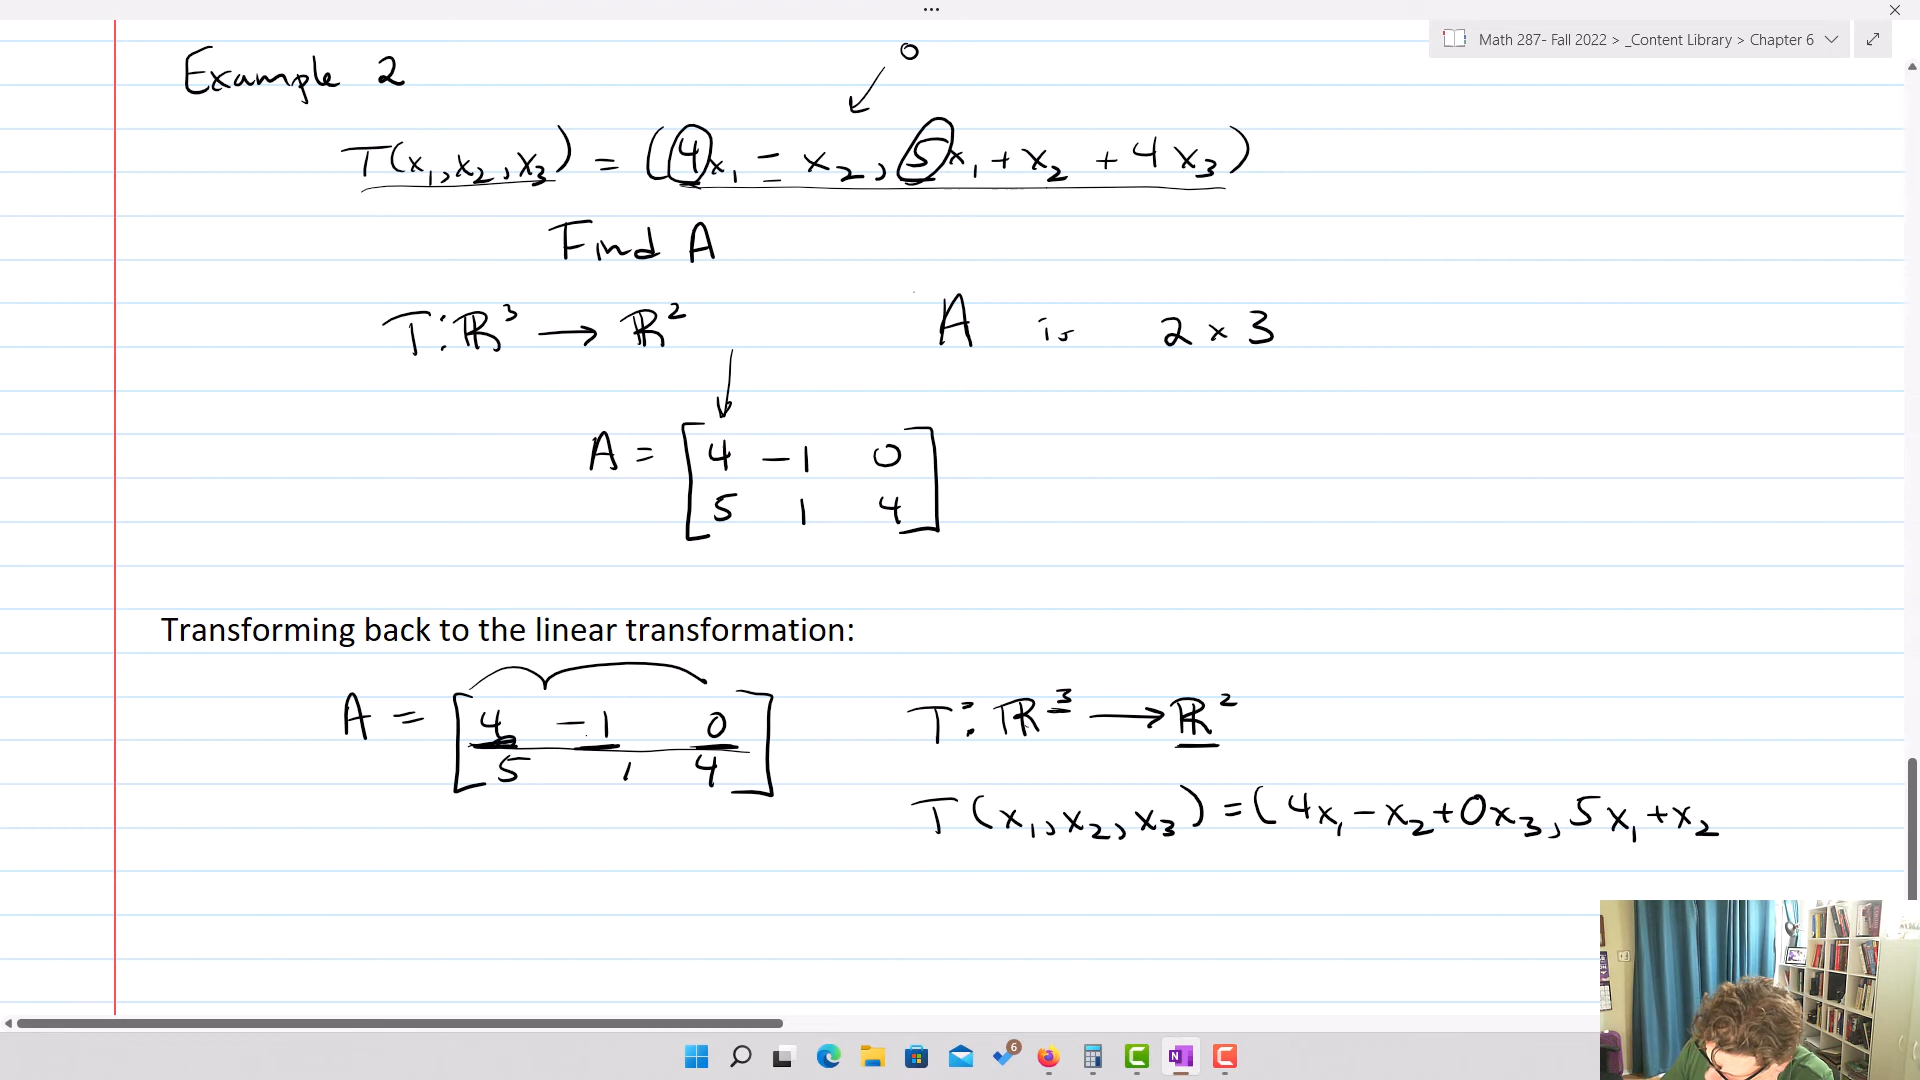 ...
Math 287- Fall 2022 > _Content Library > Chapter 6
Example 2
0
T(x₁,x₂,x₃) = (4x₁ - x₂, 5x₁ + x₂ + 4x₃)
Find A
T: ℝ³ → ℝ² A is 2 × 3
A = [4 -1 0
5 1 4]
Transforming back to the linear transformation:
A = [4 -1 0
5 1 4]
T: ℝ³ → ℝ²
T(x₁,x₂,x₃) = (4x₁ - x₂ + 0x₃, 5x₁ + x₂
6